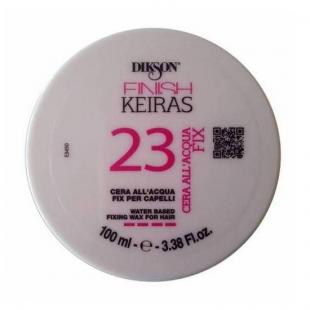 DIKSON®
FINISH
KEIRAS
23
CERA ALL'ACQUA
FIX
CERA ALL'ACQUA
FIX PER CAPELLI
WATER BASED
FIXING WAX FOR HAIR
100 ml - e - 3.38 Fl.oz.